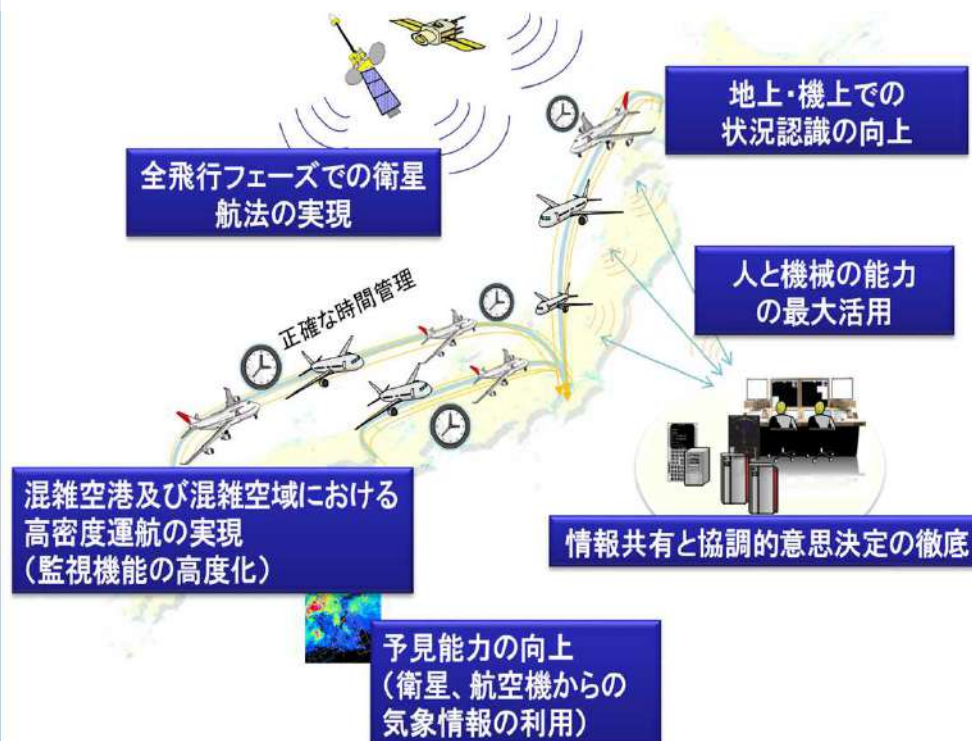 地上・機上での
状況認識の向上
全飛行フェーズでの衛星
航法の実現
人と機械の能力
の最大活用
正確な時間管理
混雑空港及び混雑空域における
高密度運航の実現
（監視機能の高度化）
情報共有と協調的意思決定の徹底
予見能力の向上
（衛星、航空機からの
気象情報の利用）